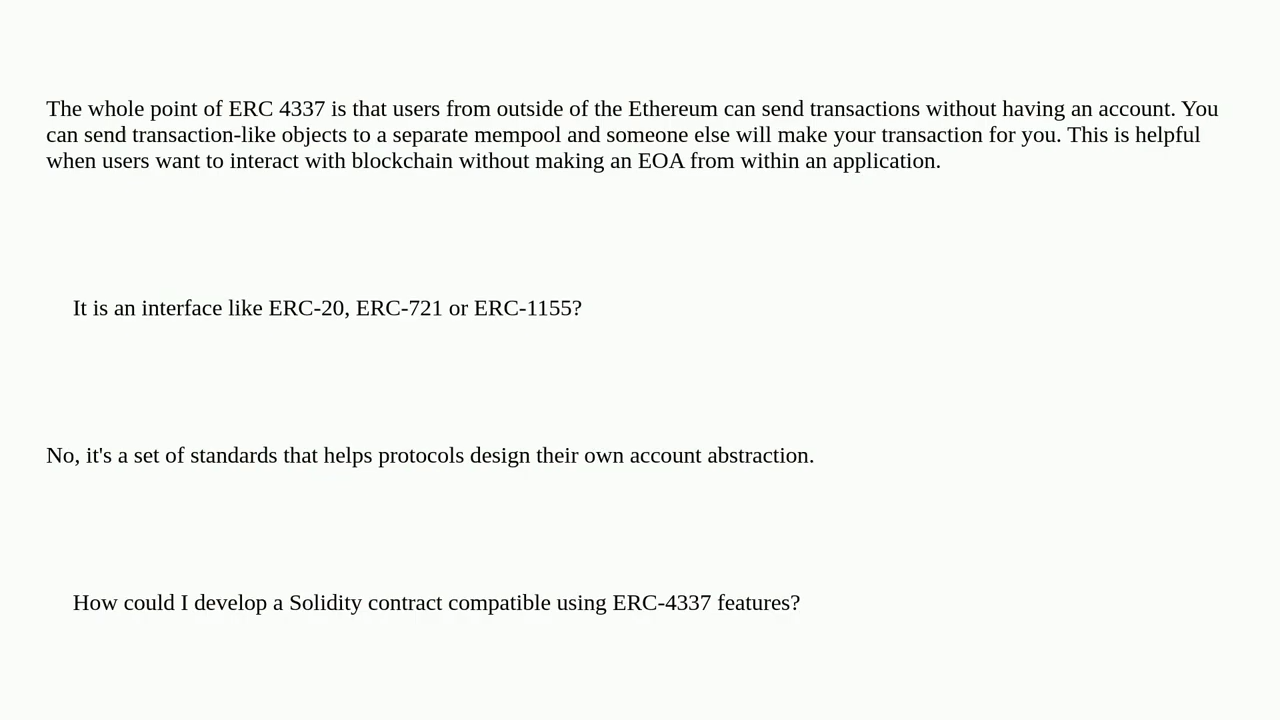 The whole point of ERC 4337 is that users from outside of the Ethereum can send transactions without having an account. You
can send transaction-like objects to a separate mempool and someone else will make your transaction for you. This is helpful
when users want to interact with blockchain without making an EOA from within an application.
It is an interface like ERC-20, ERC-721 or ERC-1155?
No, it's a set of standards that helps protocols design their own account abstraction.
How could I develop a Solidity contract compatible using ERC-4337 features?